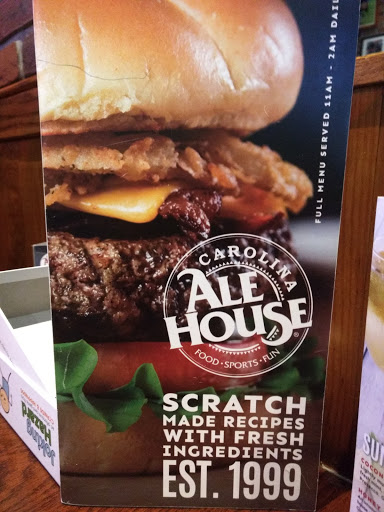 FULL MENU SERVED 11AM - 2AM DAILY
CAROLINA
ALE
HOUSE
FOOD • SPORTS • FUN
SCRATCH
MADE RECIPES
WITH FRESH
INGREDIENTS
EST. 1999